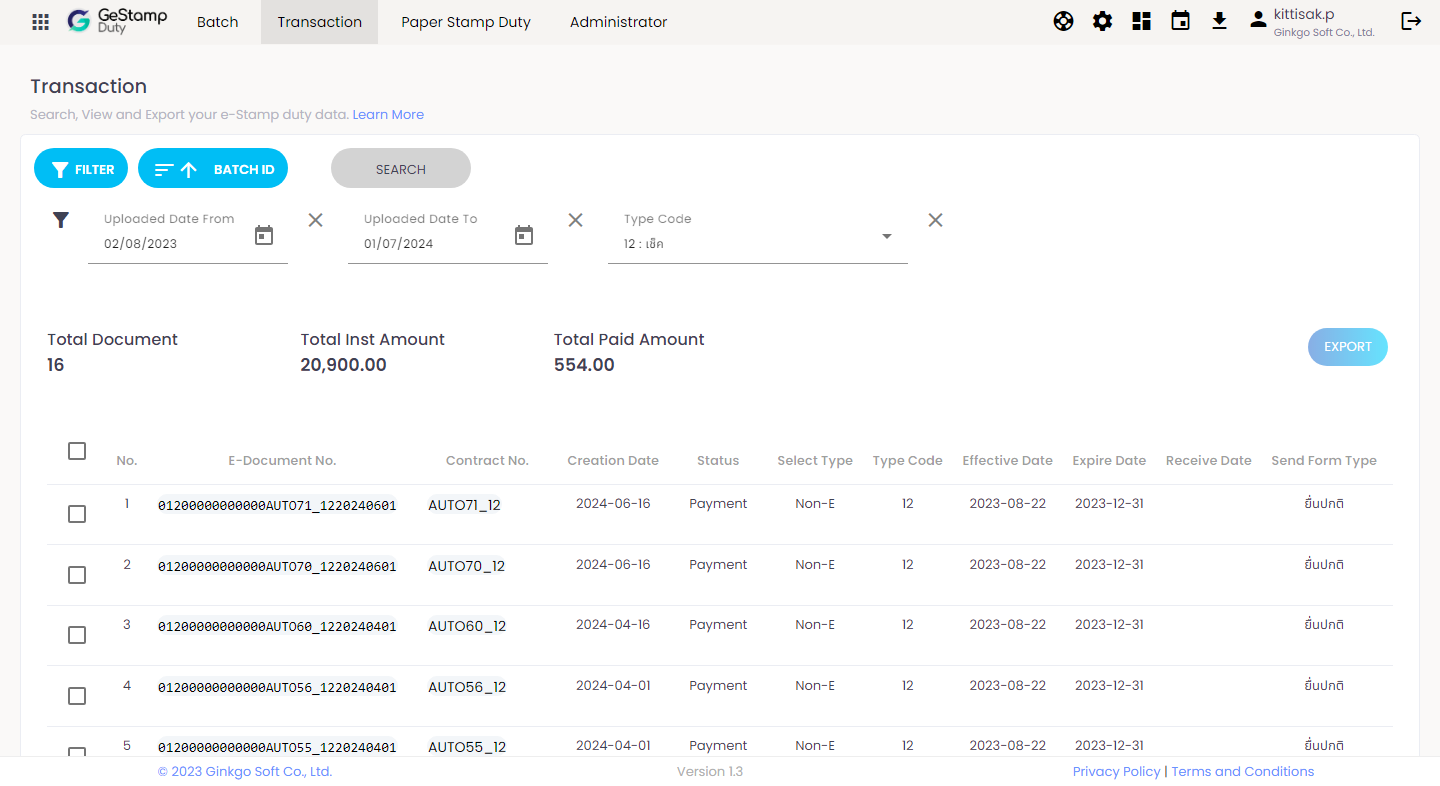 GeStamp Duty Batch Transaction Paper Stamp Duty Administrator kittisak.p
Ginkgo Soft Co., Ltd.
Transaction
Search, View and Export your e-Stamp duty data. Learn More
FILTER BATCH ID SEARCH
Uploaded Date From Uploaded Date To Type Code
02/08/2023 01/07/2024 12 : เช็ค
Total Document Total Inst Amount Total Paid Amount
16 20,900.00 554.00 EXPORT
No. E-Document No. Contract No. Creation Date Status Select Type Type Code Effective Date Expire Date Receive Date Send Form Type
1 01200000000000AUTO71_1220240601 AUTO71_12 2024-06-16 Payment Non-E 12 2023-08-22 2023-12-31 ยื่นปกติ
2 01200000000000AUTO70_1220240601 AUTO70_12 2024-06-16 Payment Non-E 12 2023-08-22 2023-12-31 ยื่นปกติ
3 01200000000000AUTO60_1220240401 AUTO60_12 2024-04-16 Payment Non-E 12 2023-08-22 2023-12-31 ยื่นปกติ
4 01200000000000AUTO56_1220240401 AUTO56_12 2024-04-01 Payment Non-E 12 2023-08-22 2023-12-31 ยื่นปกติ
5 01200000000000AUTO55_1220240401 AUTO55_12 2024-04-01 Payment Non-E 12 2023-08-22 2023-12-31 ยื่นปกติ
© 2023 Ginkgo Soft Co., Ltd. Version 1.3 Privacy Policy | Terms and Conditions